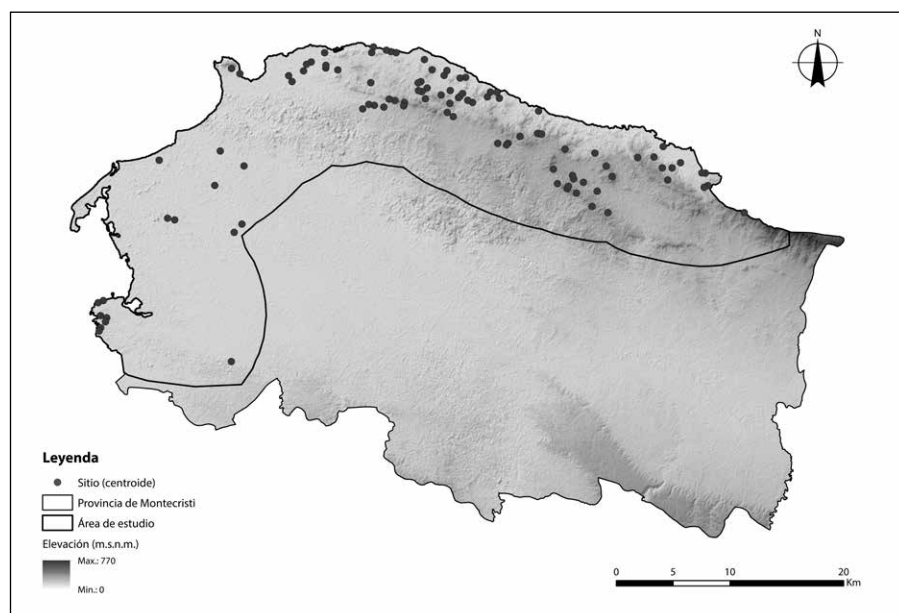 N
Leyenda
Sitio (centroide)
Provincia de Montecristi
Área de estudio
Elevación (m.s.n.m.)
Max.: 770
Min.: 0
0 5 10 20
Km